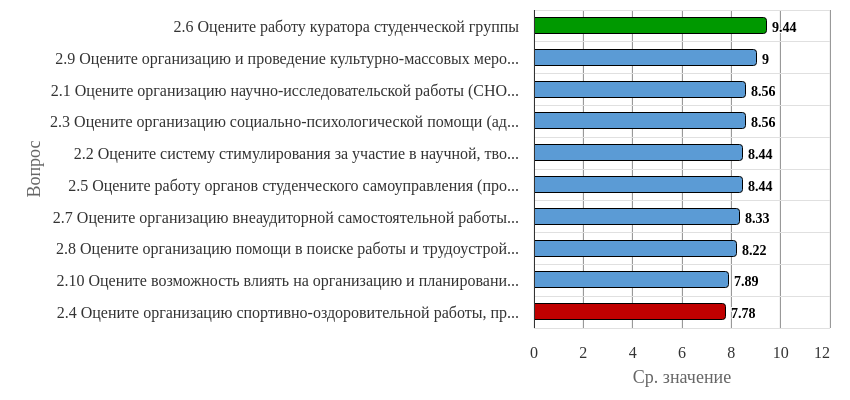 2.6 Оцените работу куратора студенческой группы 9.44
2.9 Оцените организацию и проведение культурно-массовых меро... 9
2.1 Оцените организацию научно-исследовательской работы (СНО... 8.56
2.3 Оцените организацию социально-психологической помощи (ад... 8.56
2.2 Оцените систему стимулирования за участие в научной, тво... 8.44
2.5 Оцените работу органов студенческого самоуправления (про... 8.44
2.7 Оцените организацию внеаудиторной самостоятельной работы... 8.33
2.8 Оцените организацию помощи в поиске работы и трудоустрой... 8.22
2.10 Оцените возможность влиять на организацию и планировани... 7.89
2.4 Оцените организацию спортивно-оздоровительной работы, пр... 7.78
Вопрос
0 2 4 6 8 10 12
Ср. значение